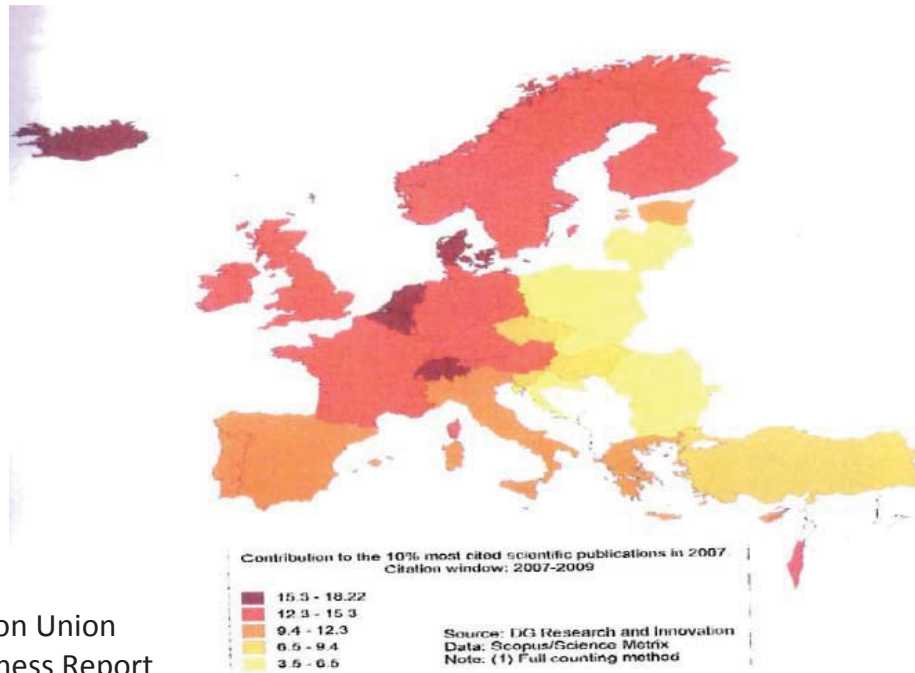 Contribution to the 10% most cited scientific publications in 2007.
Citation window: 2007-2009
15.3 - 18.22
12.3 - 15.3
9.4 - 12.3
6.5 - 9.4
3.5 - 6.5
Source: DG Research and Innovation
Data: Scopus/Science Metrix
Note: (1) Full counting method
on Union
ness Report